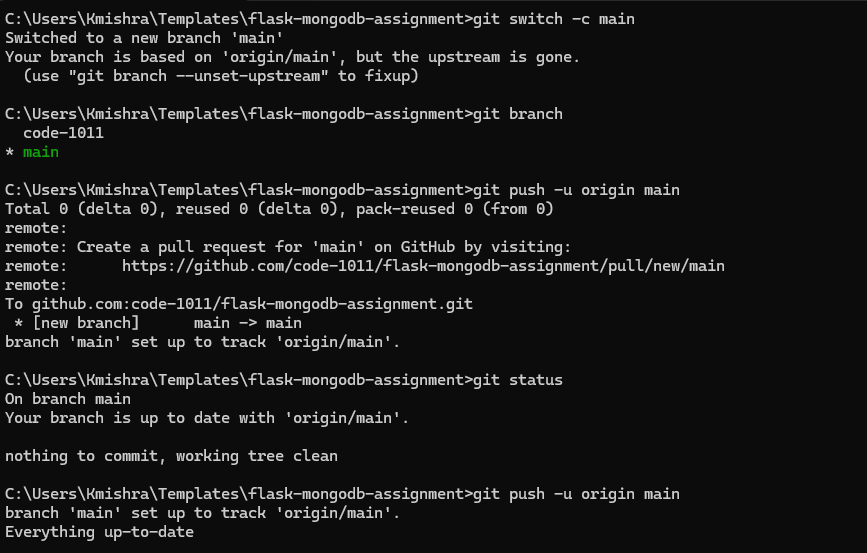 C:\Users\Kmishra\Templates\flask-mongodb-assignment>git switch -c main
Switched to a new branch 'main'
Your branch is based on 'origin/main', but the upstream is gone.
  (use "git branch --unset-upstream" to fixup)
C:\Users\Kmishra\Templates\flask-mongodb-assignment>git branch
  code-1011
* main
C:\Users\Kmishra\Templates\flask-mongodb-assignment>git push -u origin main
Total 0 (delta 0), reused 0 (delta 0), pack-reused 0 (from 0)
remote:
remote: Create a pull request for 'main' on GitHub by visiting:
remote:      https://github.com/code-1011/flask-mongodb-assignment/pull/new/main
remote:
To github.com:code-1011/flask-mongodb-assignment.git
 * [new branch]      main -> main
branch 'main' set up to track 'origin/main'.
C:\Users\Kmishra\Templates\flask-mongodb-assignment>git status
On branch main
Your branch is up to date with 'origin/main'.
nothing to commit, working tree clean
C:\Users\Kmishra\Templates\flask-mongodb-assignment>git push -u origin main
branch 'main' set up to track 'origin/main'.
Everything up-to-date